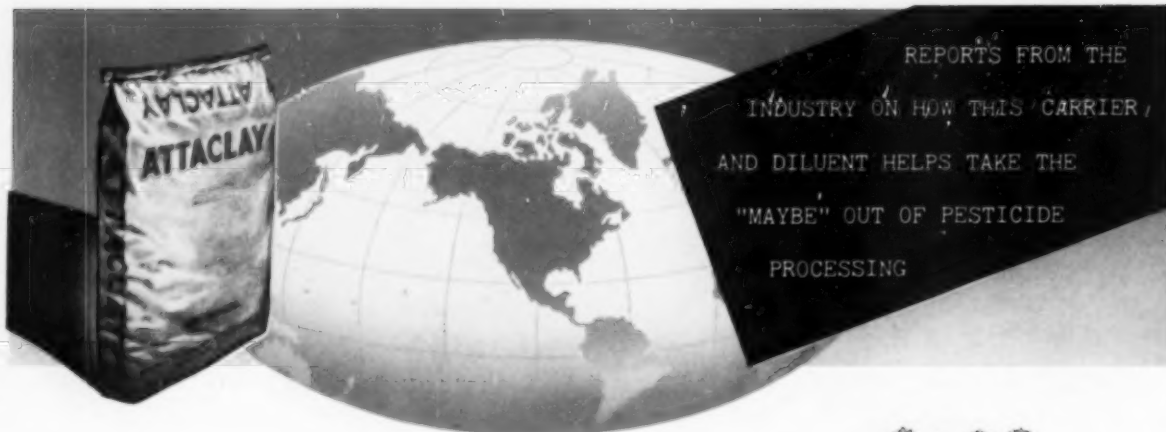 ATTACLAY
ATTACLAY
ATTACLAY
REPORTS FROM THE
INDUSTRY ON HOW THIS CARRIER
AND DILUENT HELPS TAKE THE
"MAYBE" OUT OF PESTICIDE
PROCESSING